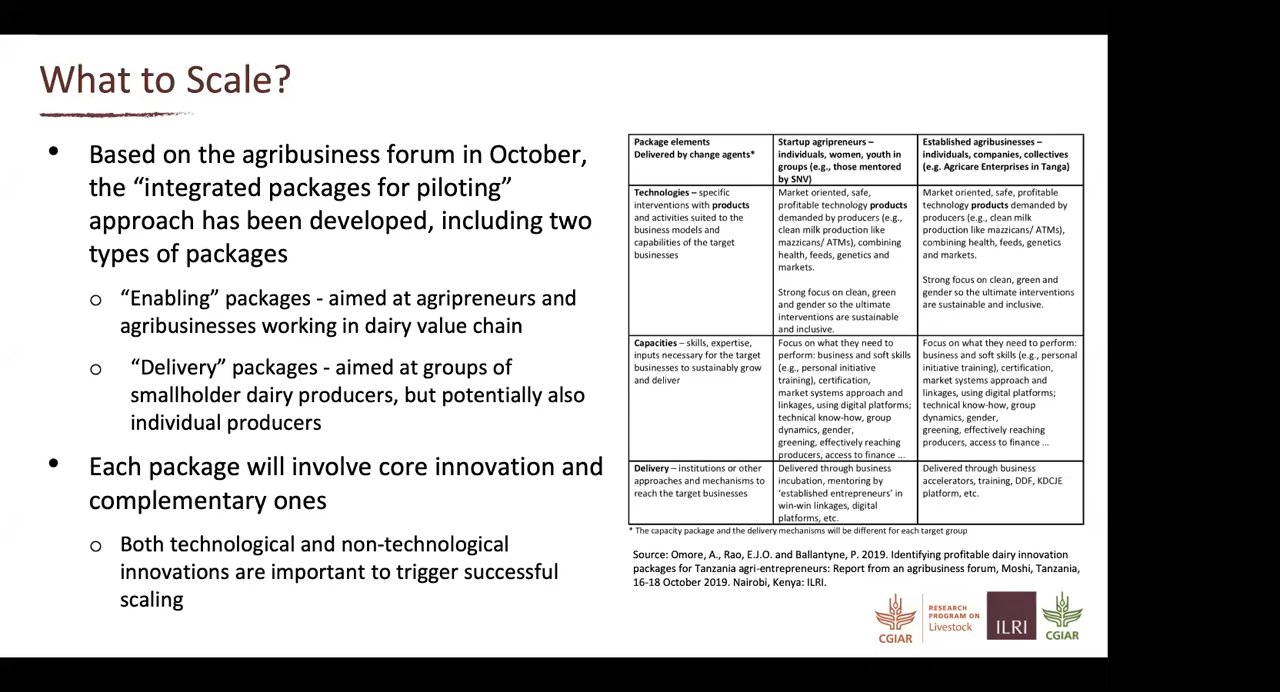 What to Scale?
• Based on the agribusiness forum in October,
the “integrated packages for piloting”
approach has been developed, including two
types of packages
o “Enabling” packages - aimed at agripreneurs and
agribusinesses working in dairy value chain
o “Delivery” packages - aimed at groups of
smallholder dairy producers, but potentially also
individual producers
• Each package will involve core innovation and
complementary ones
o Both technological and non-technological
innovations are important to trigger successful
scaling
Package elements
Delivered by change agents*
Startup agripreneurs –
individuals, women, youth in
groups (e.g., those mentored
by SNV)
Established agribusinesses –
individuals, companies, collectives
(e.g. Agricare Enterprises in Tanga)
Technologies – specific
interventions with products
and activities suited to the
business models and
capabilities of the target
businesses
Market oriented, safe,
profitable technology products
demanded by producers (e.g.,
clean milk production like
mazzicans/ ATMs), combining
health, feeds, genetics and
markets.
Strong focus on clean, green
and gender so the ultimate
interventions are sustainable
and inclusive.
Market oriented, safe, profitable
technology products demanded by
producers (e.g., clean milk
production like mazzicans/ ATMs),
combining health, feeds, genetics
and markets.
Strong focus on clean, green and
gender so the ultimate interventions
are sustainable and inclusive.
Capacities – skills, expertise,
inputs necessary for the target
businesses to sustainably grow
and deliver
Focus on what they need to
perform: business and soft skills
(e.g., personal initiative
training), certification,
market systems approach and
linkages, using digital platforms;
technical know-how, group
dynamics, gender,
greening, effectively reaching
producers, access to finance ...
Focus on what they need to perform:
business and soft skills (e.g., personal
initiative training), certification,
market systems approach and
linkages, using digital platforms;
technical know-how, group
dynamics, gender,
greening, effectively reaching
producers, access to finance ...
Delivery – institutions or other
approaches and mechanisms to
reach the target businesses
Delivered through business
incubation, mentoring by
‘established entrepreneurs’ in
win-win linkages, digital
platforms, etc.
Delivered through business
accelerators, training, DDF, KDCJE
platform, etc.
* The capacity package and the delivery mechanisms will be different for each target group
Source: Omore, A., Rao, E.J.O. and Ballantyne, P. 2019. Identifying profitable dairy innovation
packages for Tanzania agri-entrepreneurs: Report from an agribusiness forum, Moshi, Tanzania,
16-18 October 2019. Nairobi, Kenya: ILRI.
CGIAR
RESEARCH
PROGRAM ON
Livestock
ILRI
CGIAR